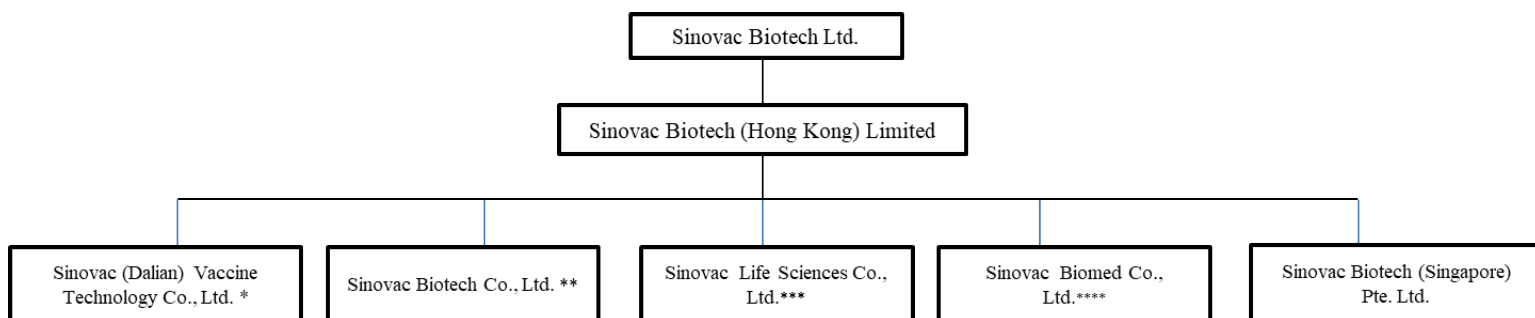 Sinovac Biotech Ltd.
Sinovac Biotech (Hong Kong) Limited
Sinovac (Dalian) Vaccine
Technology Co., Ltd. *
Sinovac Biotech Co., Ltd. **
Sinovac Life Sciences Co.,
Ltd.***
Sinovac Biomed Co.,
Ltd.****
Sinovac Biotech (Singapore)
Pte. Ltd.